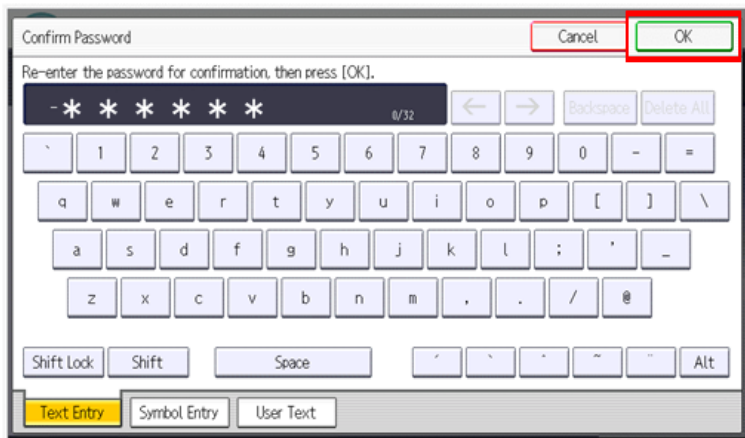 Confirm Password Cancel OK
Re-enter the password for confirmation, then press [OK].
-* * * * * * 0/32 ← → Backspace Delete All
` 1 2 3 4 5 6 7 8 9 0 - =
q w e r t y u i o p [ ] \
a s d f g h j k l ; ' _
z x c v b n m , . / @
Shift Lock Shift Space ´ ` ^ ~ ¨ Alt
Text Entry Symbol Entry User Text